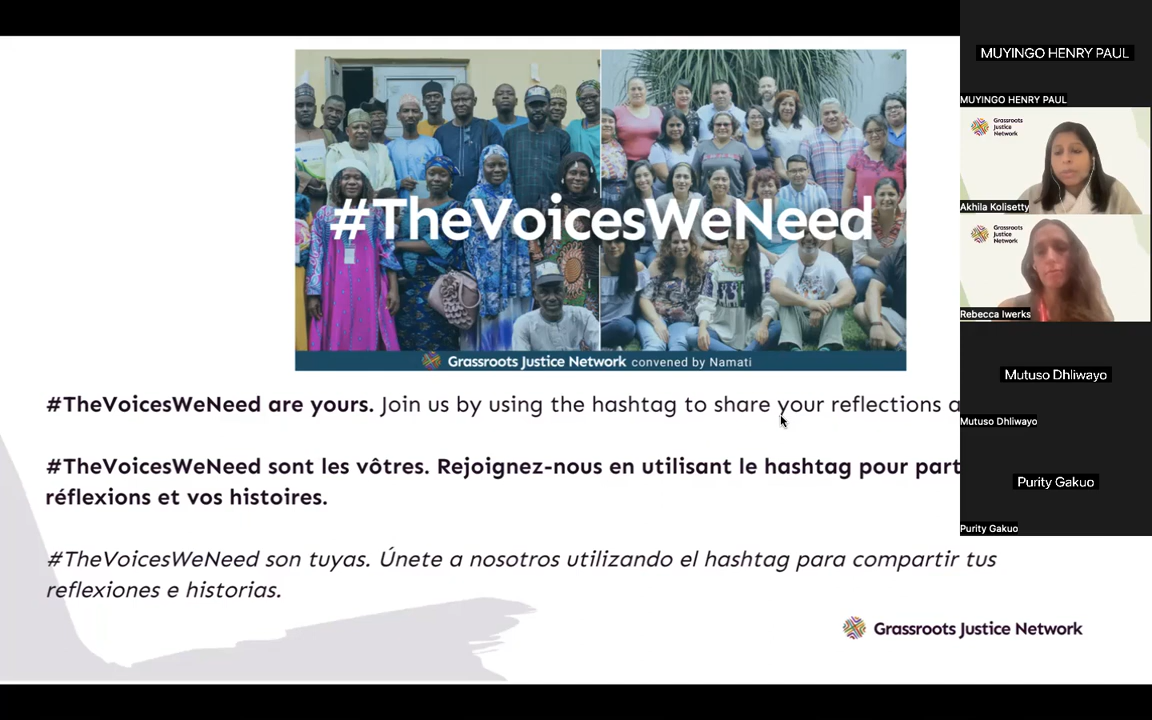 #TheVoicesWeNeed
Grassroots Justice Network convened by Namati
#TheVoicesWeNeed are yours. Join us by using the hashtag to share your reflections a
#TheVoicesWeNeed sont les vôtres. Rejoignez-nous en utilisant le hashtag pour part
réflexions et vos histoires.
#TheVoicesWeNeed son tuyas. Únete a nosotros utilizando el hashtag para compartir tus
reflexiones e historias.
Grassroots Justice Network
MUYINGO HENRY PAUL
MUYINGO HENRY PAUL
Grassroots
Justice
Network
Akhila Kolisetty
Grassroots
Justice
Network
Rebecca Iwerks
Mutuso Dhliwayo
Mutuso Dhliwayo
Purity Gakuo
Purity Gakuo